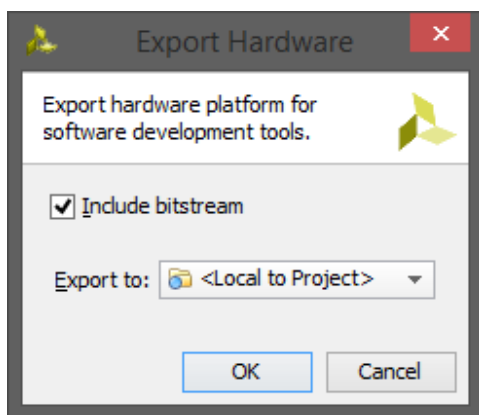 Export Hardware
Export hardware platform for
software development tools.
Include bitstream
Export to: <Local to Project>
OK Cancel